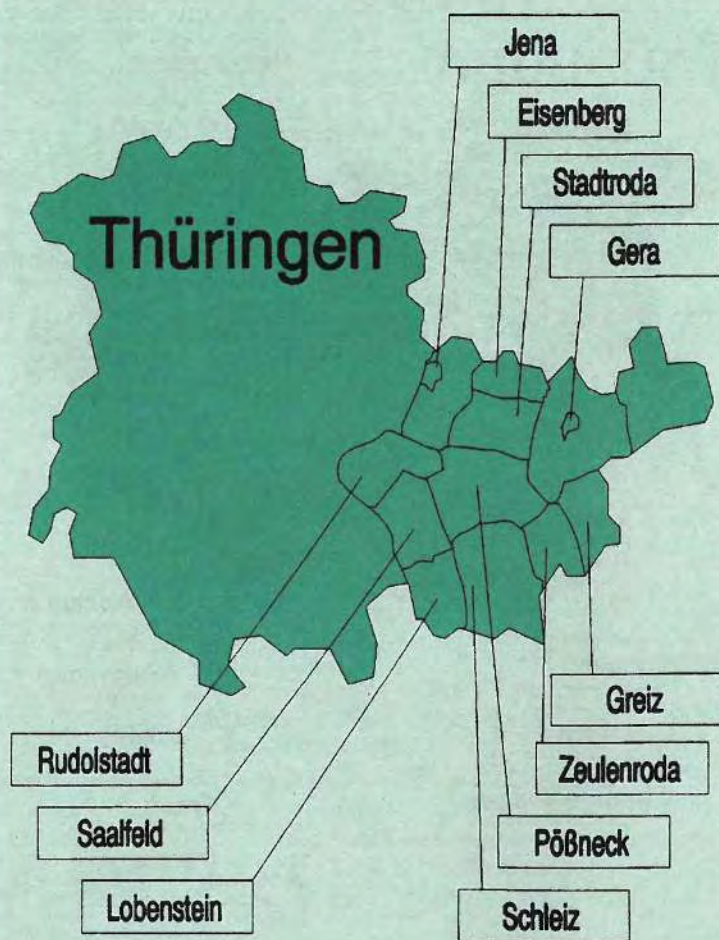 Jena
Eisenberg
Stadtroda
Thüringen
Gera
Greiz
Rudolstadt
Zeulenroda
Saalfeld
Pößneck
Lobenstein
Schleiz